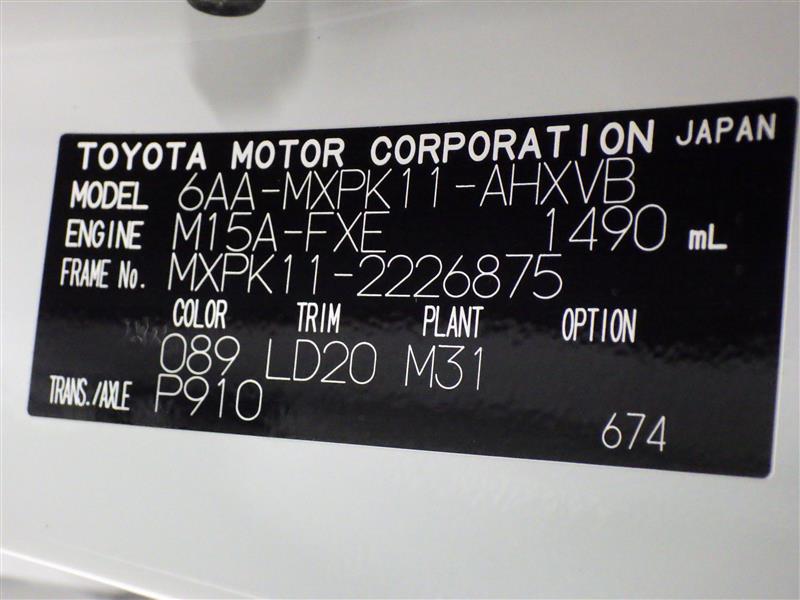 TOYOTA MOTOR CORPORATION JAPAN
MODEL 6AA-MXPK11-AHXVB
ENGINE M15A-FXE 1490 mL
FRAME No. MXPK11-2226875
COLOR TRIM PLANT OPTION
089 LD20 M31
TRANS./AXLE P910
674